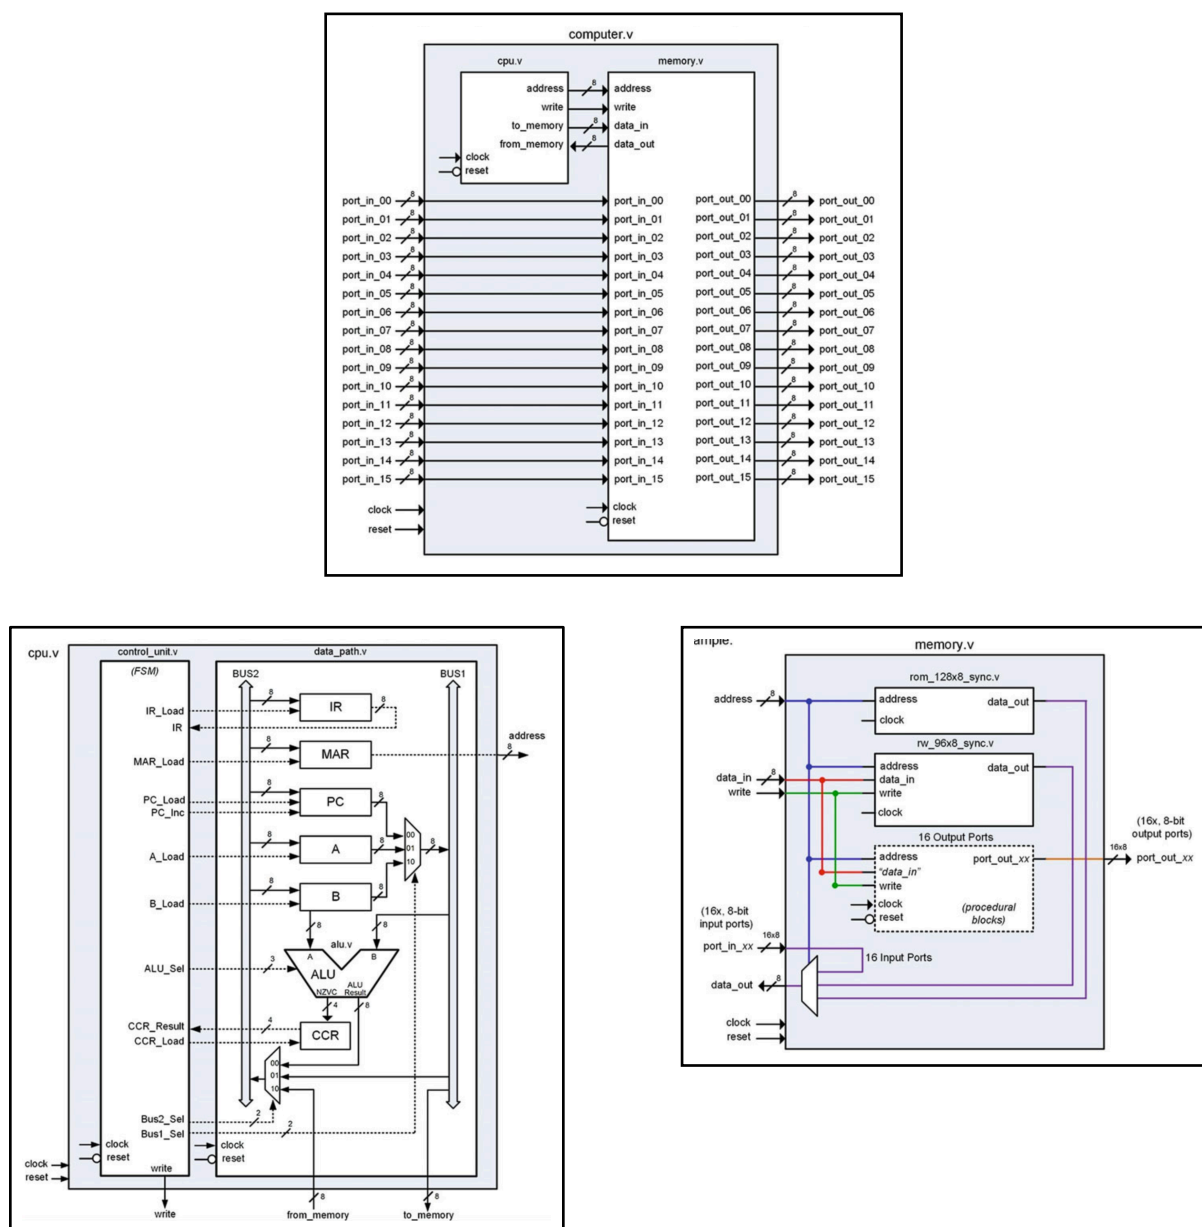 computer.v
cpu.v memory.v
address 8 address
write write
to_memory 8 data_in
from_memory 8 data_out
clock
reset
port_in_00 8 port_in_00 port_out_00 8 port_out_00
port_in_01 8 port_in_01 port_out_01 8 port_out_01
port_in_02 8 port_in_02 port_out_02 8 port_out_02
port_in_03 8 port_in_03 port_out_03 8 port_out_03
port_in_04 8 port_in_04 port_out_04 8 port_out_04
port_in_05 8 port_in_05 port_out_05 8 port_out_05
port_in_06 8 port_in_06 port_out_06 8 port_out_06
port_in_07 8 port_in_07 port_out_07 8 port_out_07
port_in_08 8 port_in_08 port_out_08 8 port_out_08
port_in_09 8 port_in_09 port_out_09 8 port_out_09
port_in_10 8 port_in_10 port_out_10 8 port_out_10
port_in_11 8 port_in_11 port_out_11 8 port_out_11
port_in_12 8 port_in_12 port_out_12 8 port_out_12
port_in_13 8 port_in_13 port_out_13 8 port_out_13
port_in_14 8 port_in_14 port_out_14 8 port_out_14
port_in_15 8 port_in_15 port_out_15 8 port_out_15
clock clock
reset reset
cpu.v control_unit.v data_path.v
(FSM) BUS2 BUS1
8 8
IR_Load IR
IR
8 address
MAR_Load MAR 8
8
PC_Load PC 8
PC_Inc
00
8 01 8
A_Load A 8 10
8
B_Load B 8
8 8
alu.v
A B
ALU_Sel 3 ALU
NZVC ALU Result
4 8
CCR_Result 4 CCR
CCR_Load
00
01
10
Bus2_Sel 2
Bus1_Sel 2
clock clock
reset reset
clock
reset
write
write 8 from_memory 8 to_memory
ample:
memory.v
rom_128x8_sync.v
address 8 address data_out
clock
rw_96x8_sync.v
address data_out
data_in 8 data_in
write write
clock
16 Output Ports
(16x, 8-bit
output ports)
address port_out_xx 16x8 port_out_xx
"data_in"
write
clock
reset
(procedural
blocks)
(16x, 8-bit
input ports)
port_in_xx 16x8 16 Input Ports
data_out 8
clock
reset